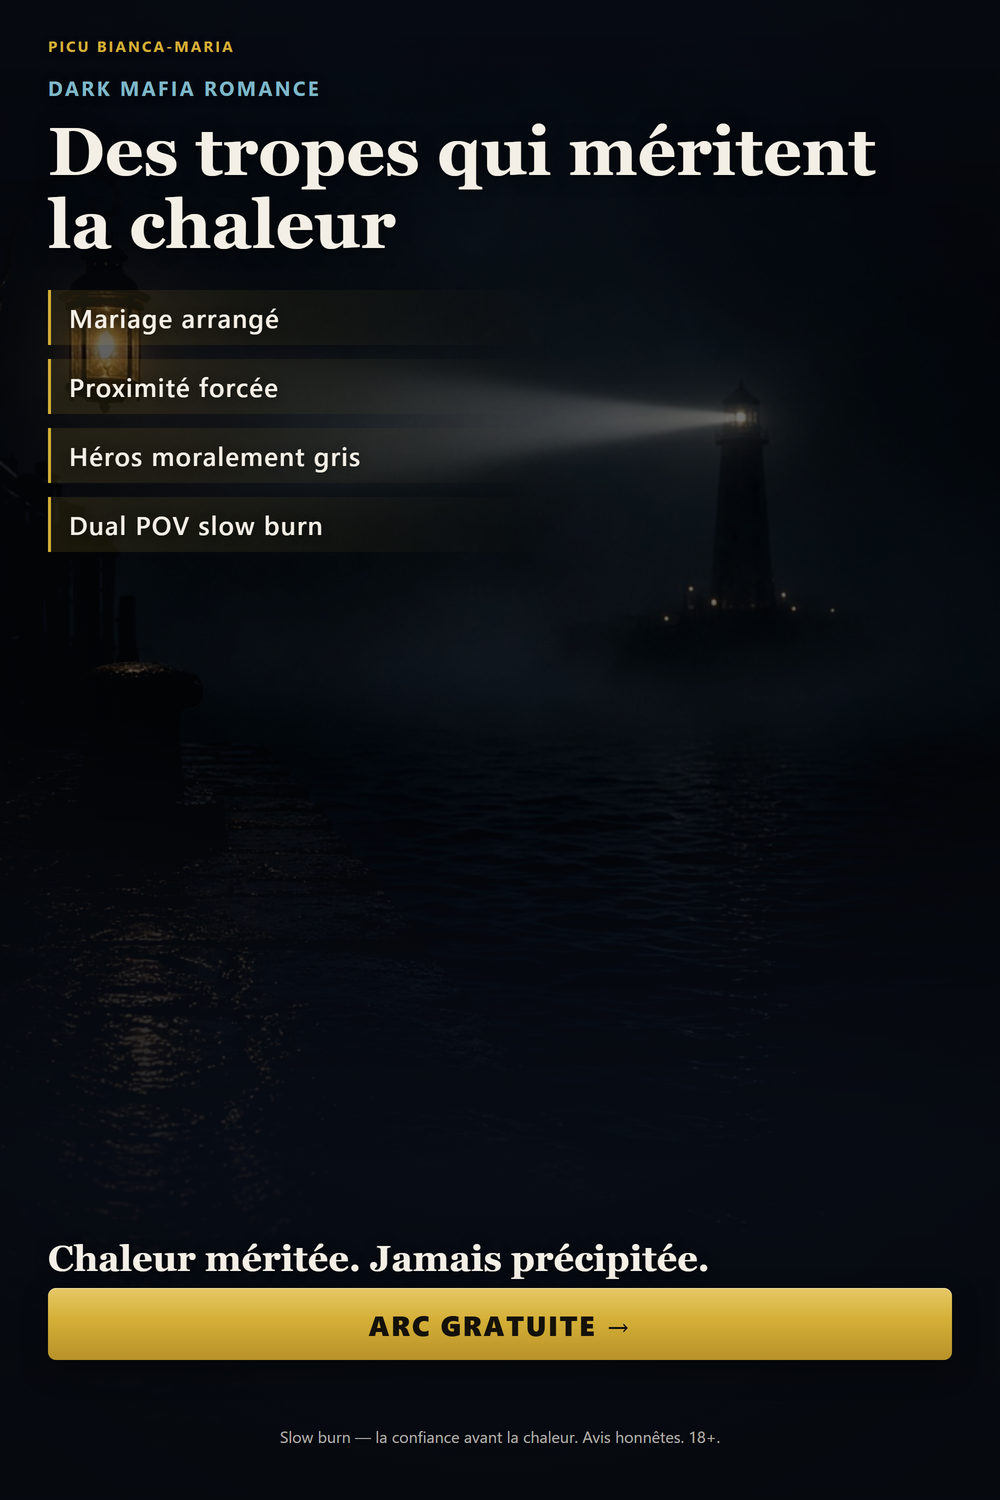 PICU BIANCA-MARIA
DARK MAFIA ROMANCE
Des tropes qui méritent
la chaleur
Mariage arrangé
Proximité forcée
Héros moralement gris
Dual POV slow burn
Chaleur méritée. Jamais précipitée.
ARC GRATUITE →
Slow burn — la confiance avant la chaleur. Avis honnêtes. 18+.